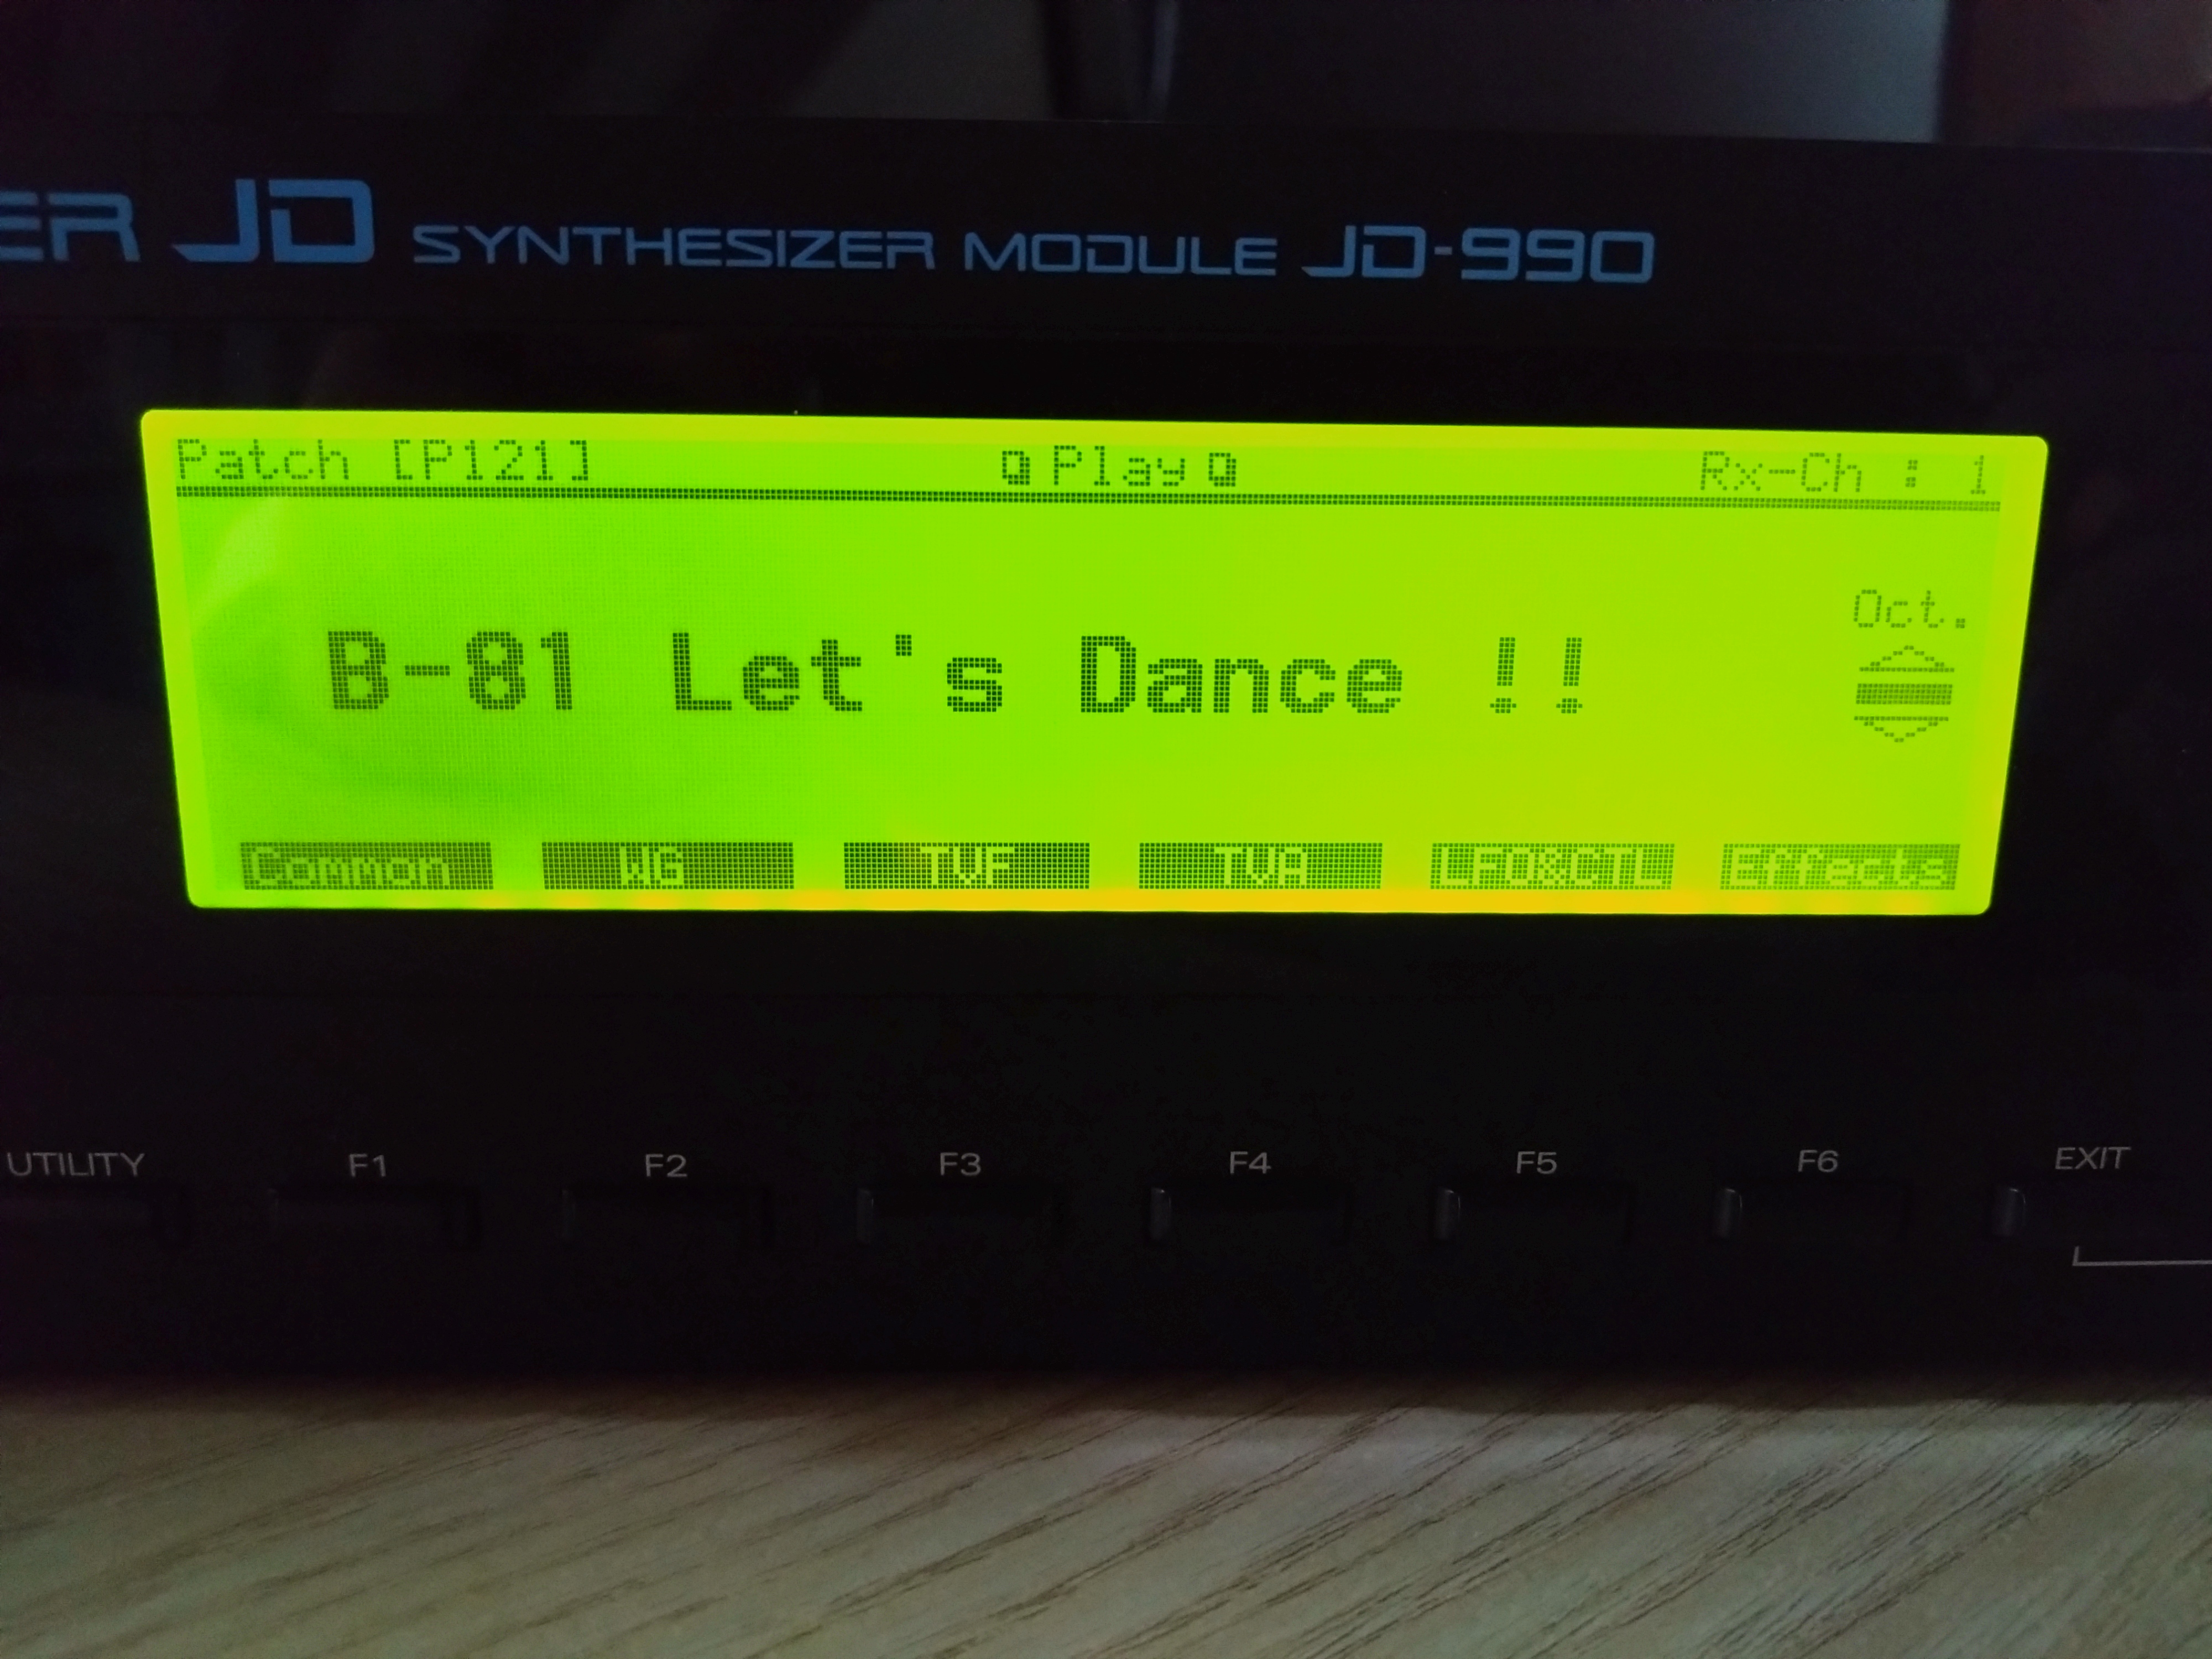 ER JD SYNTHESIZER MODULE JD-990
Patch [P121] Play Rx-Ch : 1
Oct.
B-81 Let's Dance !!
Common WG TVF TVA LFO&CTL Effects
UTILITY F1 F2 F3 F4 F5 F6 EXIT